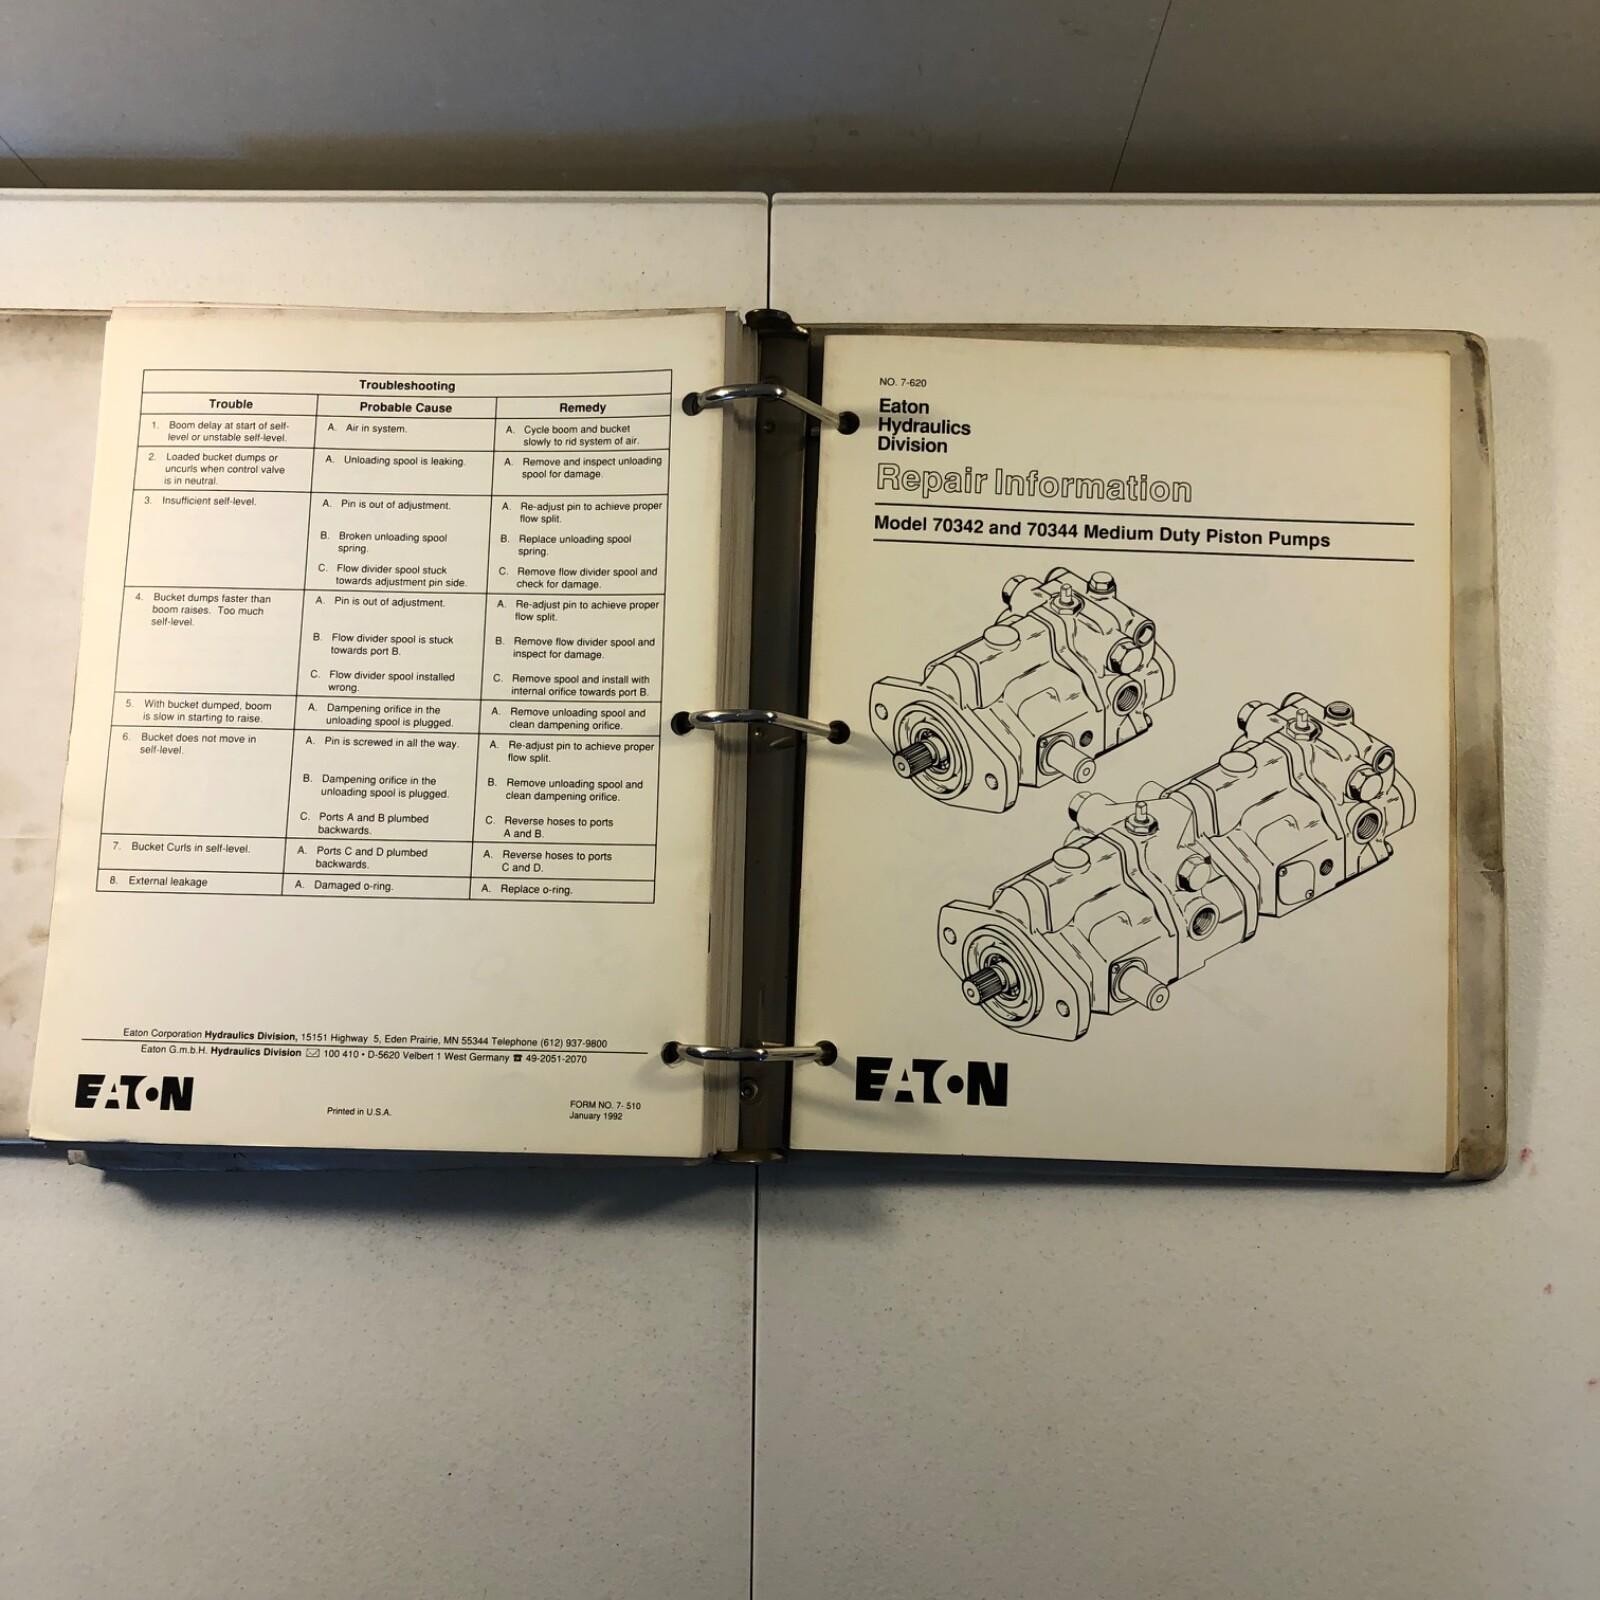 Troubleshooting
Trouble
Probable Cause
Remedy
1. Boom delay at start of self-
level or unstable self-level.
A. Air in system.
A. Cycle boom and bucket
slowly to rid system of air.
2. Loaded bucket dumps or
uncurls when control valve
is in neutral.
A. Unloading spool is leaking.
A. Remove and inspect unloading
spool for damage.
3. Insufficient self-level.
A. Pin is out of adjustment.
A. Re-adjust pin to achieve proper
flow split.
B. Broken unloading spool
spring.
B. Replace unloading spool
spring.
C. Flow divider spool stuck
towards adjustment pin side.
C. Remove flow divider spool and
check for damage.
4. Bucket dumps faster than
boom raises. Too much
self-level.
A. Pin is out of adjustment.
A. Re-adjust pin to achieve proper
flow split.
B. Flow divider spool is stuck
towards port B.
B. Remove flow divider spool and
inspect for damage.
C. Flow divider spool installed
wrong.
C. Remove spool and install with
internal orifice towards port B.
5. With bucket dumped, boom
is slow in starting to raise.
A. Dampening orifice in the
unloading spool is plugged.
A. Remove unloading spool and
clean dampening orifice.
6. Bucket does not move in
self-level.
A. Pin is screwed in all the way.
A. Re-adjust pin to achieve proper
flow split.
B. Dampening orifice in the
unloading spool is plugged.
B. Remove unloading spool and
clean dampening orifice.
C. Ports A and B plumbed
backwards.
C. Reverse hoses to ports
A and B.
7. Bucket Curls in self-level.
A. Ports C and D plumbed
backwards.
A. Reverse hoses to ports
C and D.
8. External leakage
A. Damaged o-ring.
A. Replace o-ring.
Eaton Corporation Hydraulics Division, 15151 Highway 5, Eden Prairie, MN 55344 Telephone (612) 937-9800
Eaton G.m.b.H. Hydraulics Division ✉ 100 410 • D-5620 Velbert 1 West Germany ☎ 49-2051-2070
EATON
Printed in U.S.A.
FORM NO. 7- 510
January 1992
NO. 7-620
Eaton
Hydraulics
Division
Repair Information
Model 70342 and 70344 Medium Duty Piston Pumps
EATON